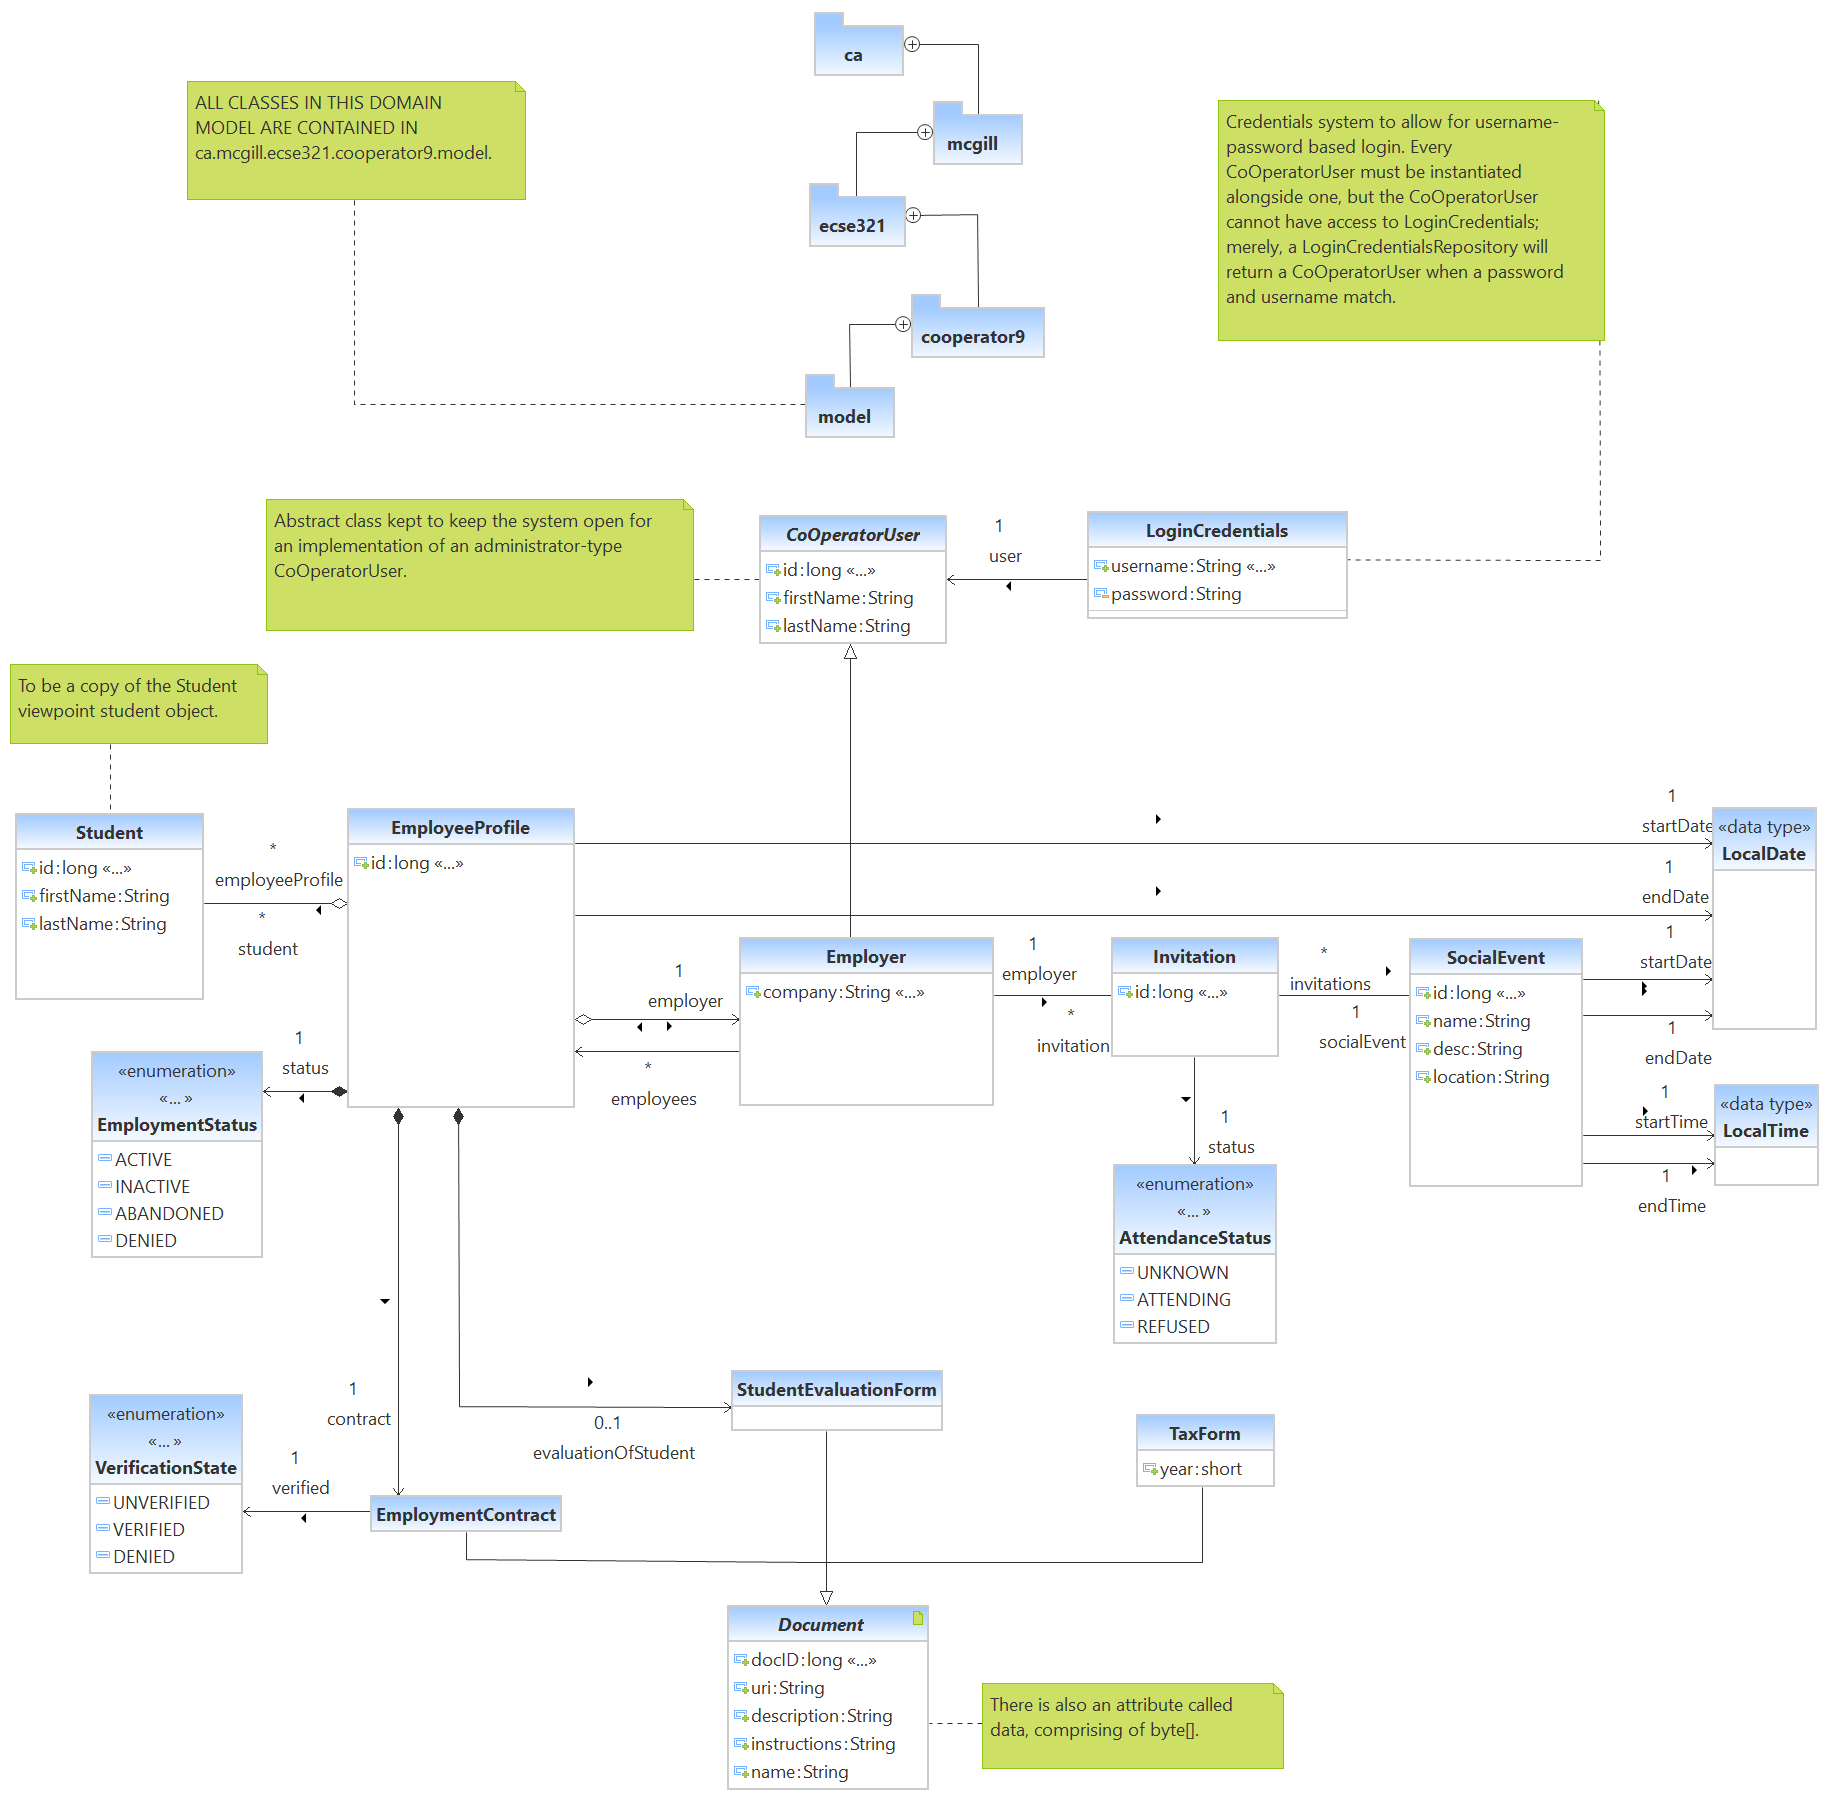 ca
ALL CLASSES IN THIS DOMAIN
MODEL ARE CONTAINED IN
ca.mcgill.ecse321.cooperator9.model.
mcgill
ecse321
cooperator9
model
Credentials system to allow for username-
password based login. Every
CoOperatorUser must be instantiated
alongside one, but the CoOperatorUser
cannot have access to LoginCredentials;
merely, a LoginCredentialsRepository will
return a CoOperatorUser when a password
and username match.
Abstract class kept to keep the system open for
an implementation of an administrator-type
CoOperatorUser.
CoOperatorUser
id:long «...»
firstName:String
lastName:String
1
user
LoginCredentials
username:String «...»
password:String
To be a copy of the Student
viewpoint student object.
Student
id:long «...»
firstName:String
lastName:String
*
employeeProfile
*
student
EmployeeProfile
id:long «...»
1
startDate
1
endDate
«data type»
LocalDate
1
employer
*
employees
Employer
company:String «...»
1
employer
*
invitation
Invitation
id:long «...»
*
invitations
1
socialEvent
SocialEvent
id:long «...»
name:String
desc:String
location:String
1
startDate
1
endDate
1
startTime
1
endTime
«data type»
LocalTime
1
status
«enumeration»
«...»
EmploymentStatus
ACTIVE
INACTIVE
ABANDONED
DENIED
1
status
«enumeration»
«...»
AttendanceStatus
UNKNOWN
ATTENDING
REFUSED
1
contract
0..1
evaluationOfStudent
StudentEvaluationForm
TaxForm
year:short
«enumeration»
«...»
VerificationState
UNVERIFIED
VERIFIED
DENIED
1
verified
EmploymentContract
Document
docID:long «...»
uri:String
description:String
instructions:String
name:String
There is also an attribute called
data, comprising of byte[].